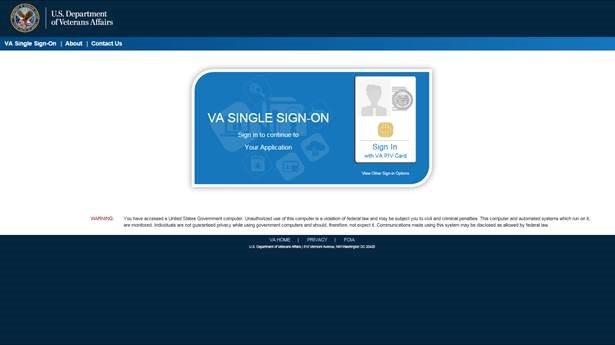 U.S. Department
of Veterans Affairs
VA Single Sign-On | About | Contact Us
VA SINGLE SIGN-ON
Sign in to continue to
Your Application
Sign In
with VA PIV Card
View Other Sign-in Options
WARNING: You have accessed a United States Government computer. Unauthorized use of this computer is a violation of federal law and may be subject you to civil and criminal penalties. This computer and automated systems which run on it,
are monitored. Individuals are not guaranteed privacy while using government computers and should, therefore, not expect it. Communications made using this system may be disclosed as allowed by federal law.
VA HOME | PRIVACY | FOIA
U.S. Department of Veterans Affairs | 810 Vermont Avenue, NW Washington DC 20420